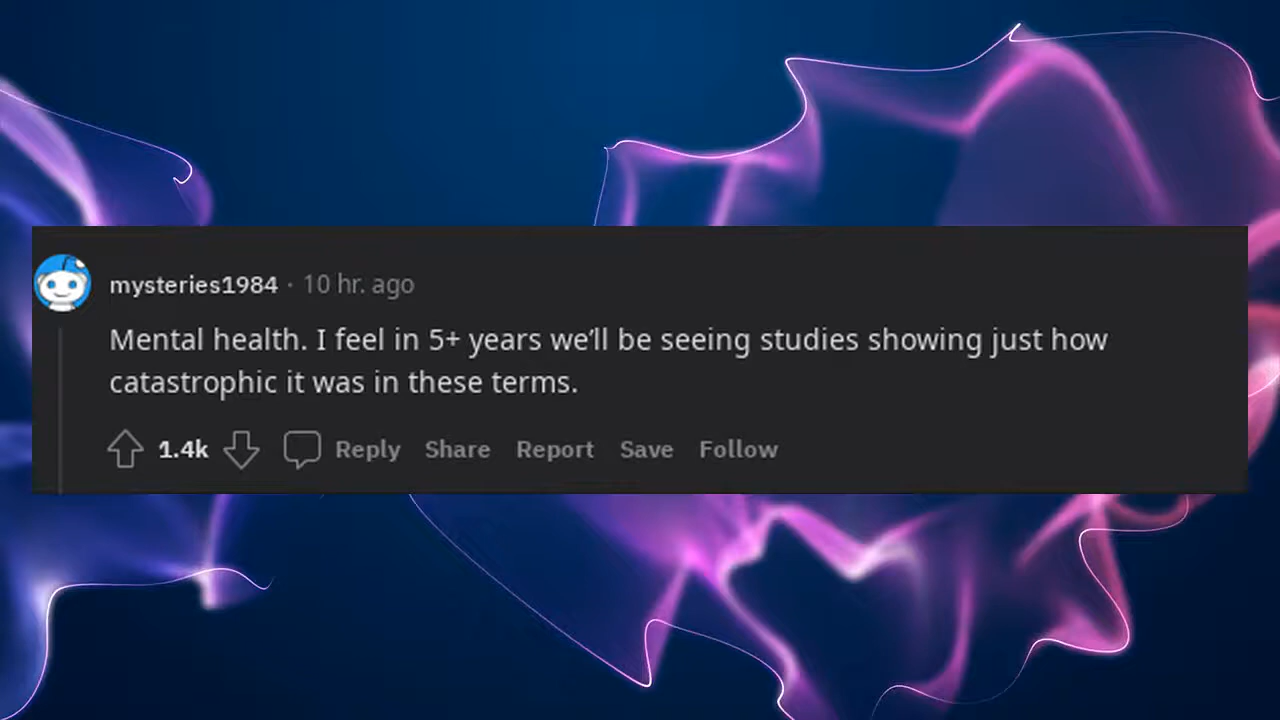 mysteries1984 · 10 hr. ago
Mental health. I feel in 5+ years we’ll be seeing studies showing just how
catastrophic it was in these terms.
1.4k Reply Share Report Save Follow